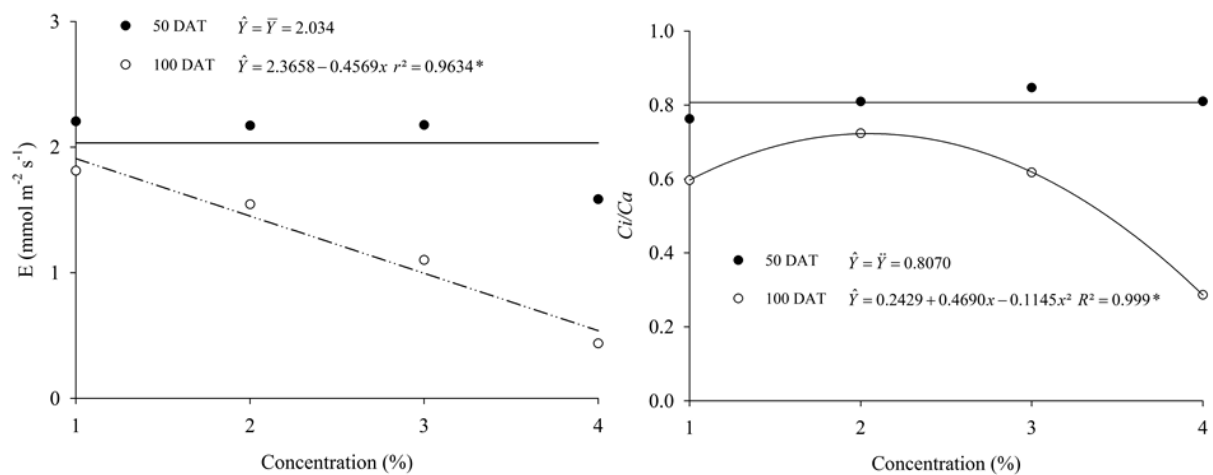 3
2
1
0
E (mmol m⁻² s⁻¹)
● 50 DAT Ŷ = Ȳ = 2.034
○ 100 DAT Ŷ = 2.3658 − 0.4569x r² = 0.9634 *
1 2 3 4
Concentration (%)
1.0
0.8
0.6
0.4
0.2
0.0
Ci/Ca
● 50 DAT Ŷ = Ÿ = 0.8070
○ 100 DAT Ŷ = 0.2429 + 0.4690x − 0.1145x² R² = 0.999 *
1 2 3 4
Concentration (%)